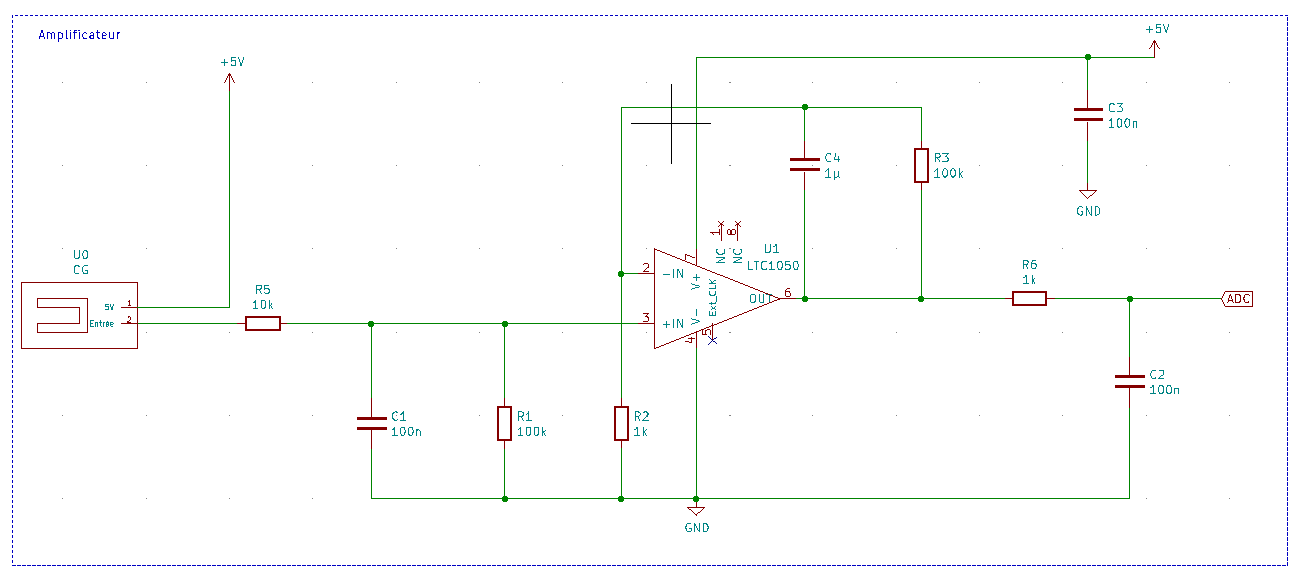 Amplificateur
+5V
+5V
C3
100n
GND
C4
1µ
R3
100k
U0
CG
5V 1
Entrée 2
R5
10k
1
NC
8
NC
U1
LTC1050
7
V+
2
-IN
3
+IN
V-
4
Ext_CLK
5
OUT
6
R6
1k
ADC
C1
100n
R1
100k
R2
1k
C2
100n
GND